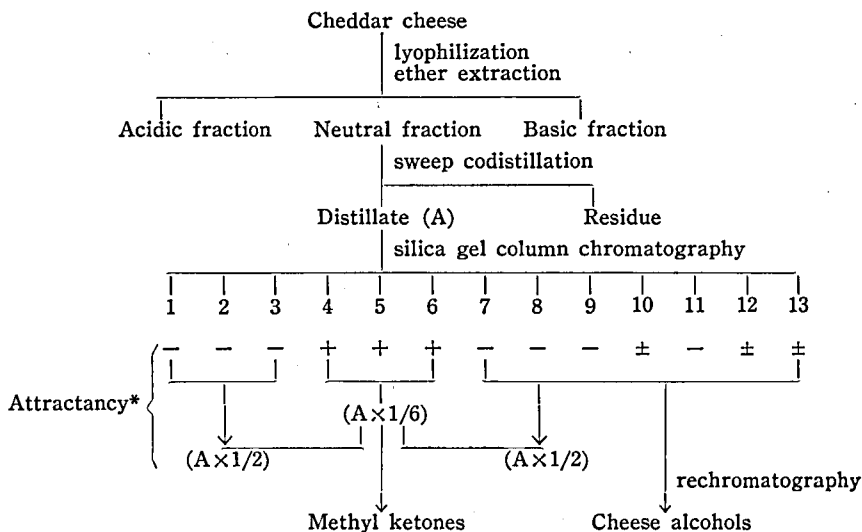 Cheddar cheese
lyophilization
ether extraction
Acidic fraction Neutral fraction Basic fraction
sweep codistillation
Distillate (A) Residue
silica gel column chromatography
1 2 3 4 5 6 7 8 9 10 11 12 13
− − − + + + − − − ± − ± ±
Attractancy*
(A×1/6)
(A×1/2) (A×1/2)
rechromatography
Methyl ketones Cheese alcohols